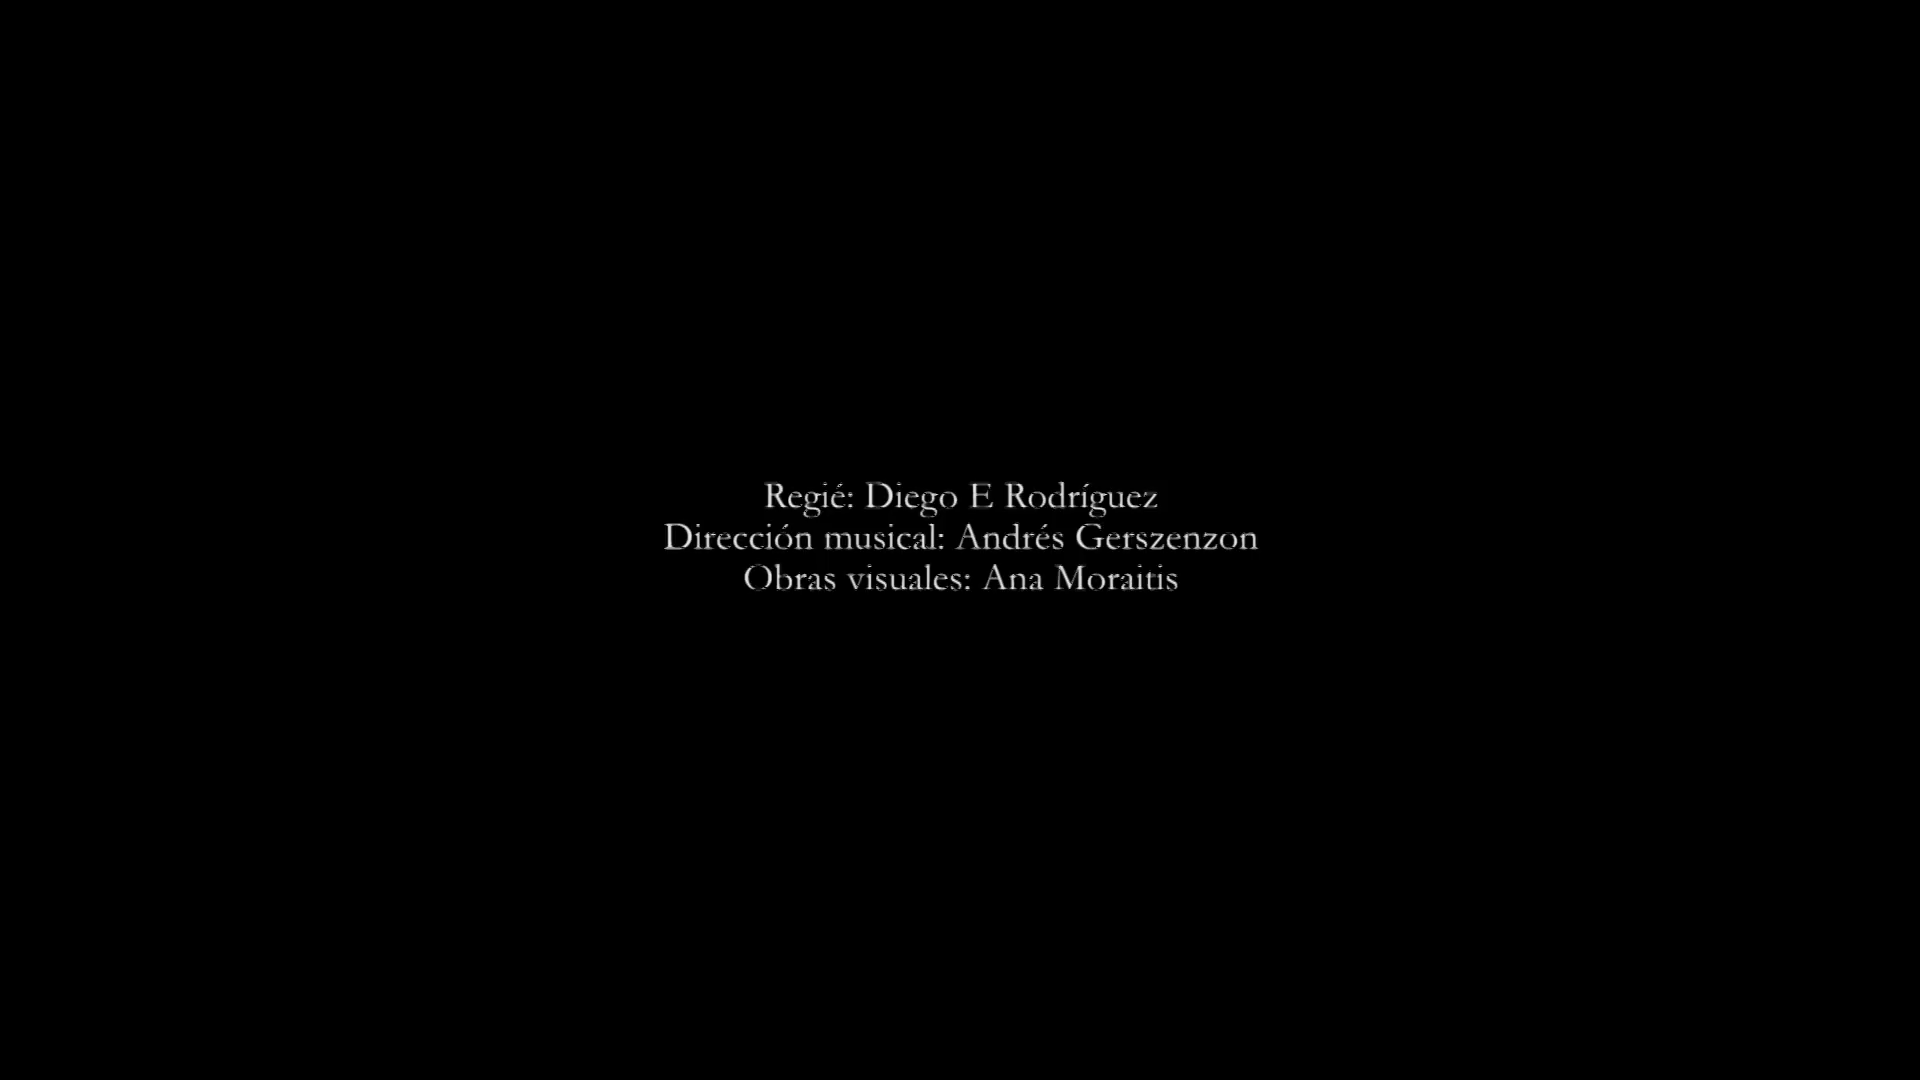 Regié: Diego E Rodríguez
Dirección musical: Andrés Gerszenzon
Obras visuales: Ana Moraitis